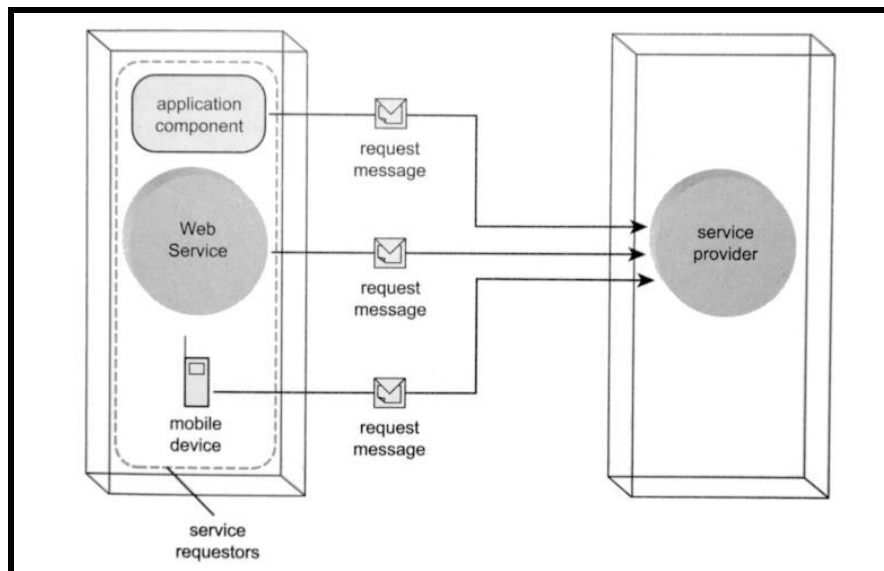 application
component
request
message
Web
Service
request
message
service
provider
mobile
device
request
message
service
requestors